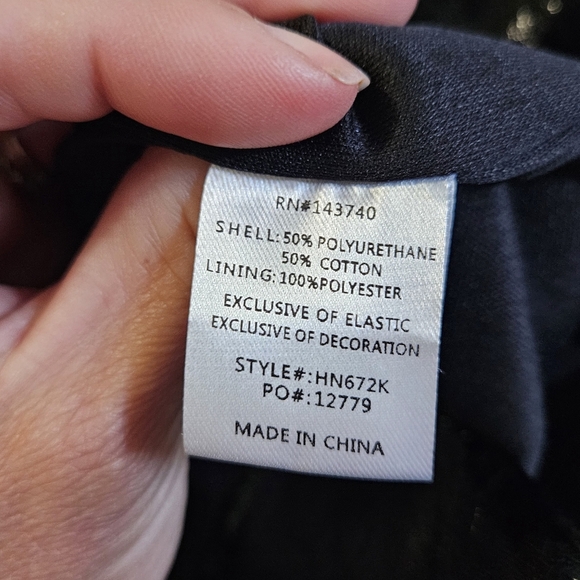 RN#143740
SHELL:50% POLYURETHANE
50% COTTON
LINING:100%POLYESTER
EXCLUSIVE OF ELASTIC
EXCLUSIVE OF DECORATION
STYLE#:HN672K
PO#:12779
MADE IN CHINA